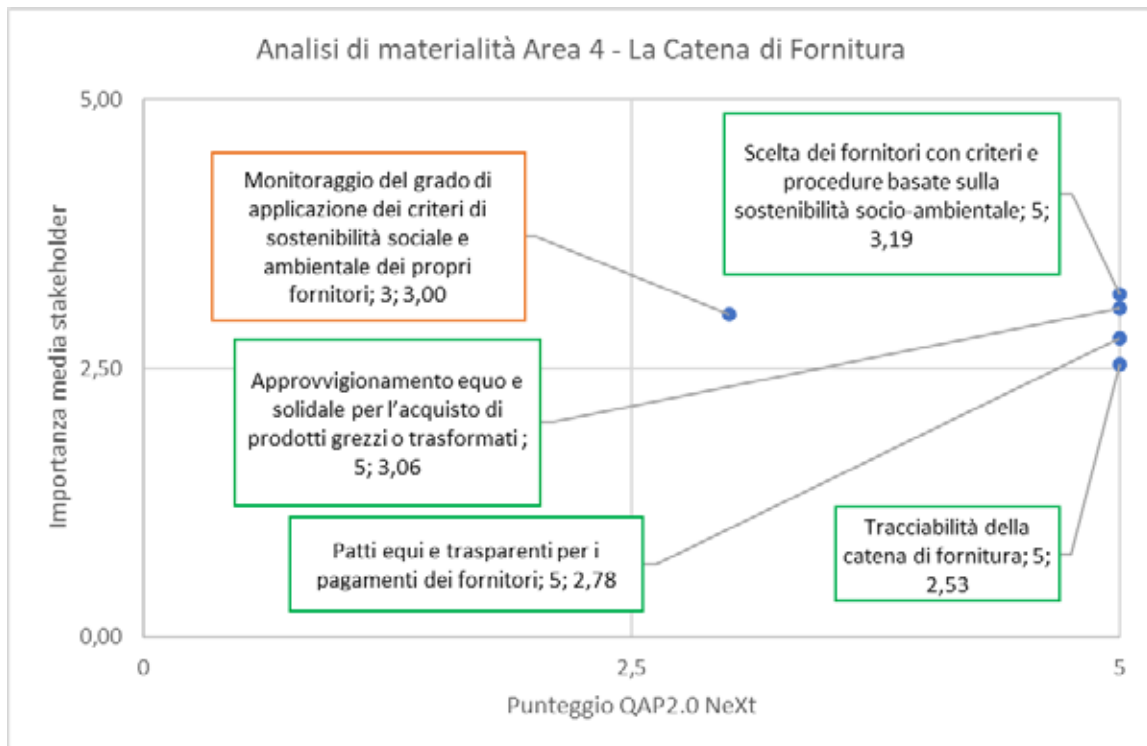 Analisi di materialità Area 4 - La Catena di Fornitura
5,00
2,50
0,00
Importanza media stakeholder
Monitoraggio del grado di
applicazione dei criteri di
sostenibilità sociale e
ambientale dei propri
fornitori; 3; 3,00
Scelta dei fornitori con criteri e
procedure basate sulla
sostenibilità socio-ambientale; 5;
3,19
Approvvigionamento equo e
solidale per l'acquisto di
prodotti grezzi o trasformati ;
5; 3,06
Patti equi e trasparenti per i
pagamenti dei fornitori; 5; 2,78
Tracciabilità della
catena di fornitura; 5;
2,53
0
2,5
5
Punteggio QAP2.0 NeXt